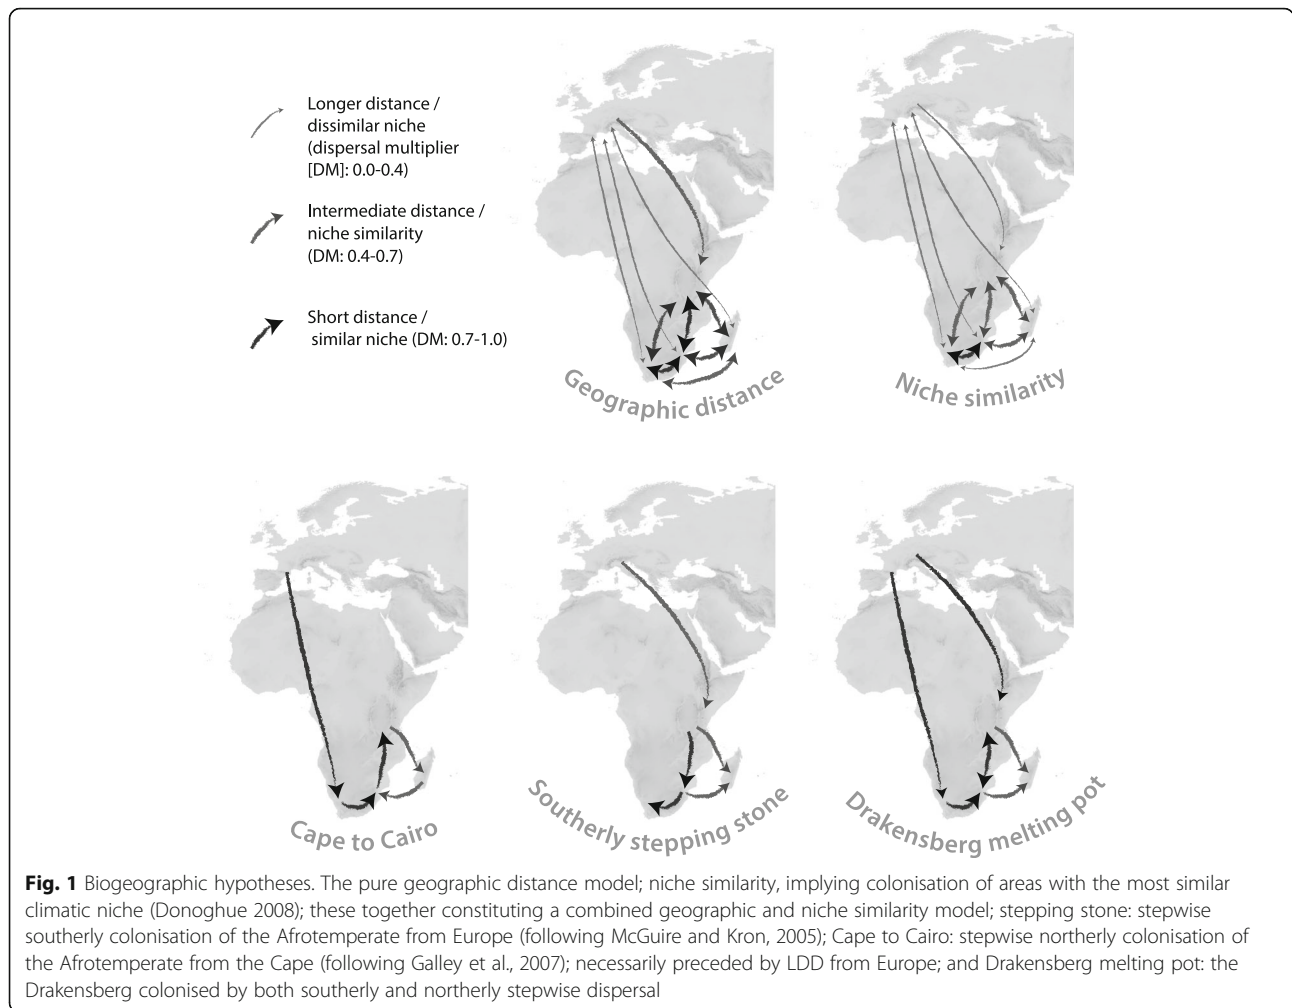 Longer distance /
dissimilar niche
(dispersal multiplier
[DM]: 0.0-0.4)
Intermediate distance /
niche similarity
(DM: 0.4-0.7)
Short distance /
similar niche (DM: 0.7-1.0)
Geographic distance
Niche similarity
Cape to Cairo
Southerly stepping stone
Drakensberg melting pot
Fig. 1 Biogeographic hypotheses. The pure geographic distance model; niche similarity, implying colonisation of areas with the most similar
climatic niche (Donoghue 2008); these together constituting a combined geographic and niche similarity model; stepping stone: stepwise
southerly colonisation of the Afrotemperate from Europe (following McGuire and Kron, 2005); Cape to Cairo: stepwise northerly colonisation of
the Afrotemperate from the Cape (following Galley et al., 2007); necessarily preceded by LDD from Europe; and Drakensberg melting pot: the
Drakensberg colonised by both southerly and northerly stepwise dispersal